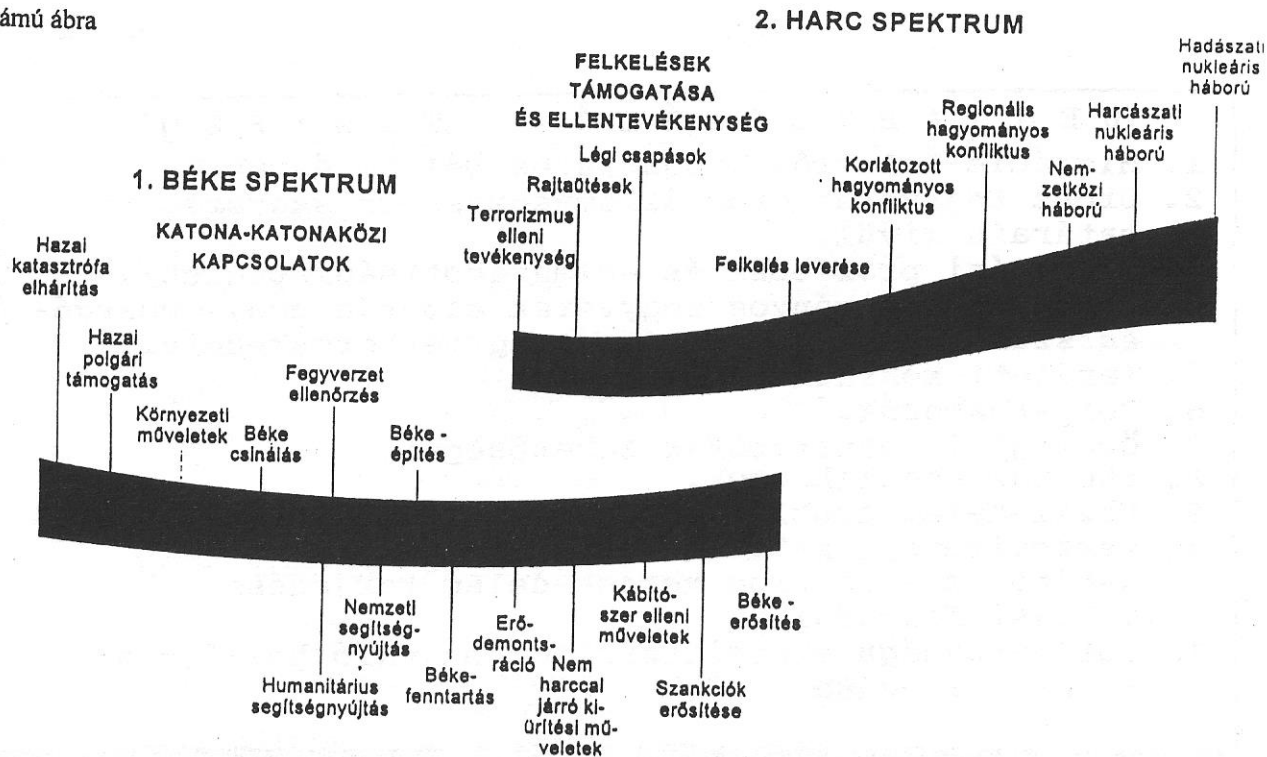 ámú ábra
2. HARC SPEKTRUM
FELKELÉSEK
TÁMOGATÁSA
ÉS ELLENTEVÉKENYSÉG
Légi csapások
Rajtaütések
Terrorizmus
elleni
tevékenység
Felkelés leverése
Korlátozott
hagyományos
konfliktus
Regionális
hagyományos
konfliktus
Nem-
zetközi
háború
Harcászati
nukleáris
háború
Hadászati
nukleáris
háború
1. BÉKE SPEKTRUM
KATONA-KATONAKÖZI
KAPCSOLATOK
Hazai
katasztrófa
elhárítás
Hazai
polgári
támogatás
Környezeti
műveletek
Béke
csinálás
Fegyverzet
ellenőrzés
Béke -
építés
Humanitárius
segítségnyújtás
Nemzeti
segítség-
nyújtás
Béke-
fenntartás
Erő-
demonts-
ráció
Nem
harccal
járró ki-
ürítési mű-
veletek
Kábító-
szer elleni
műveletek
Szankciók
erősítése
Béke -
erősítés